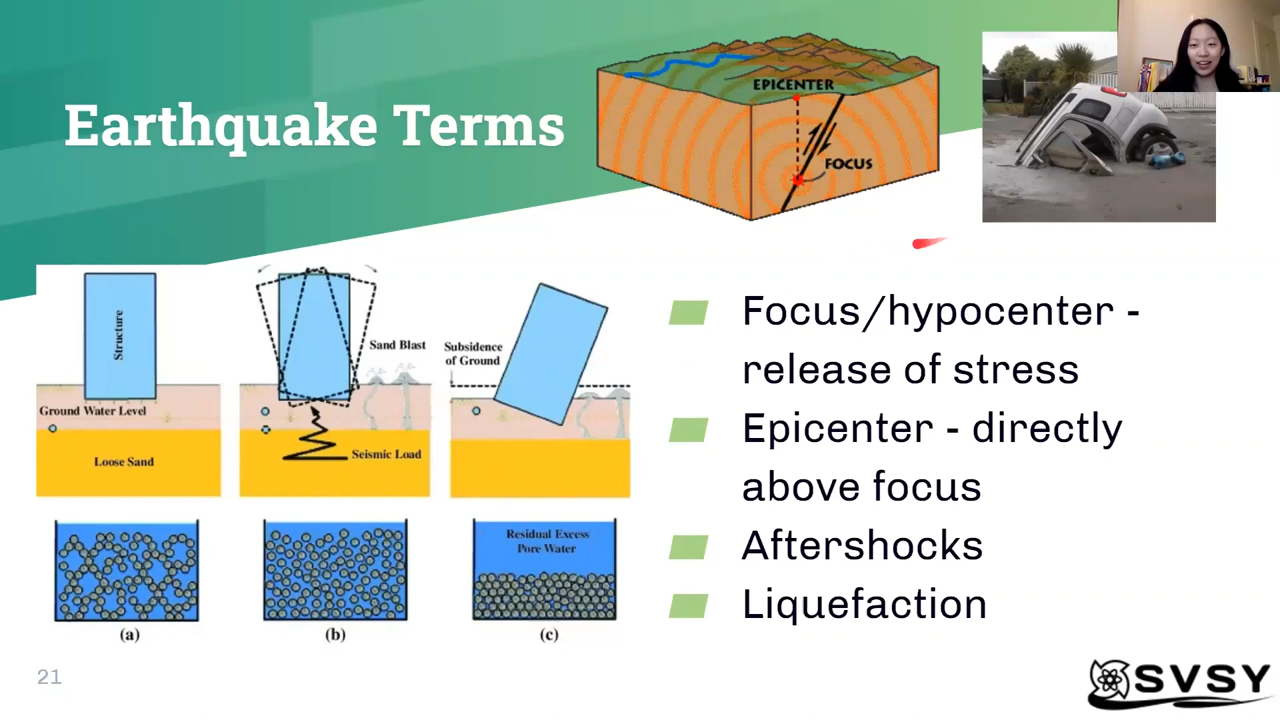 Earthquake Terms
EPICENTER
FOCUS
Structure
Ground Water Level
Loose Sand
Sand Blast
Seismic Load
Subsidence
of Ground
Residual Excess
Pore Water
(a)
(b)
(c)
Focus/hypocenter -
release of stress
Epicenter - directly
above focus
Aftershocks
Liquefaction
21
SVSY